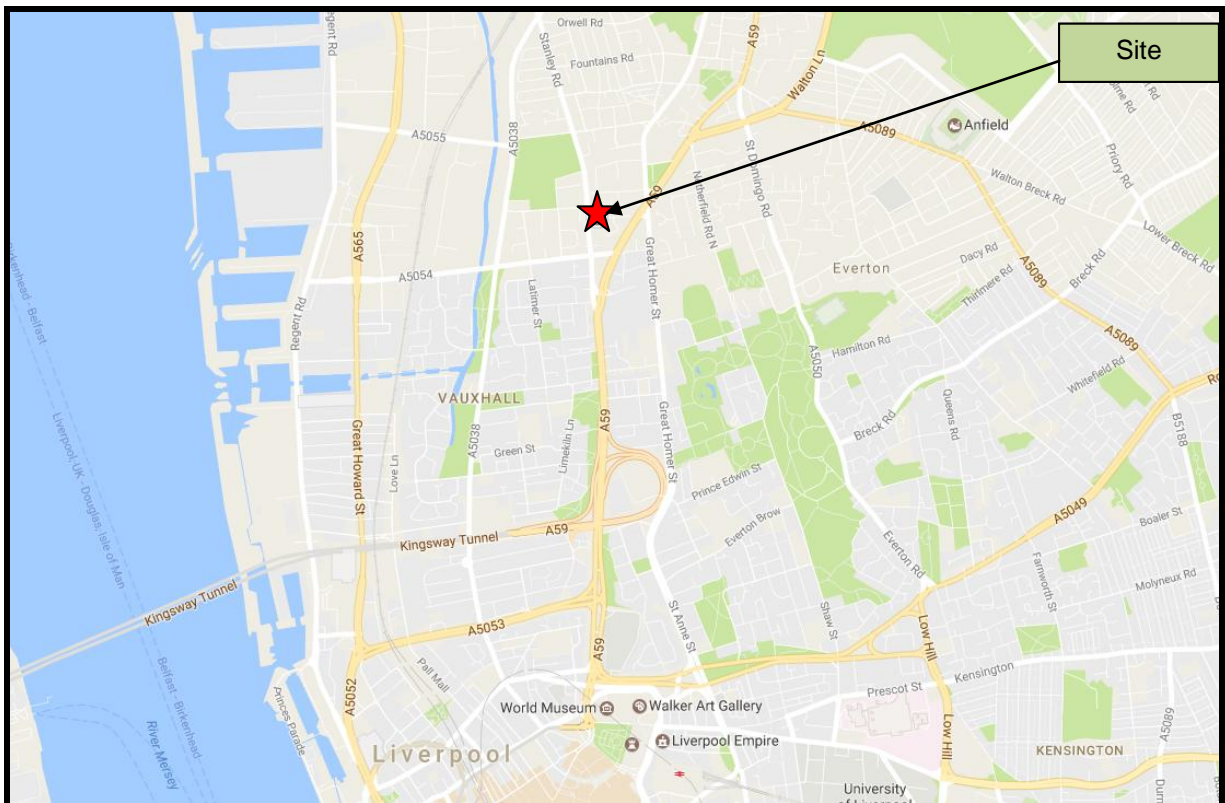 Orwell Rd
Regent Rd
Stanley Rd
A59
Site
Fountains Rd
Walton Ln
A5038
A5055
A5089
Anfield
Priory Rd
St Domingo Rd
Netherfield Rd N
A59
Walton Breck Rd
A565
Lower Breck Rd
Great Homer St
Everton
Dacy Rd
Breck Rd
A5054
Latimer St
Thirlmere Rd
A5089
Regent Rd
A5050
Hamilton Rd
A5089
Whitefield Rd
VAUXHALL
Queens Rd
B5188
A59
Great Homer St
Breck Rd
Great Howard St
A5038
Limekiln Ln
Green St
Love Ln
Prince Edwin St
A5049
Liverpool, UK - Douglas, Isle of Man
Everton Brow
Boaler St
Kingsway Tunnel
A59
Everton Rd
Farnworth St
Molyneux Rd
Kingsway Tunnel
St Anne St
Shaw St
A5053
A59
Low Hill
Belfast - Birkenhead
Pall Mall
Kensington
A5052
Princes Parade
Prescot St
World Museum
Walker Art Gallery
River Mersey
Liverpool
Liverpool Empire
Low Hill
A5089
KENSINGTON
University
of Liverpool